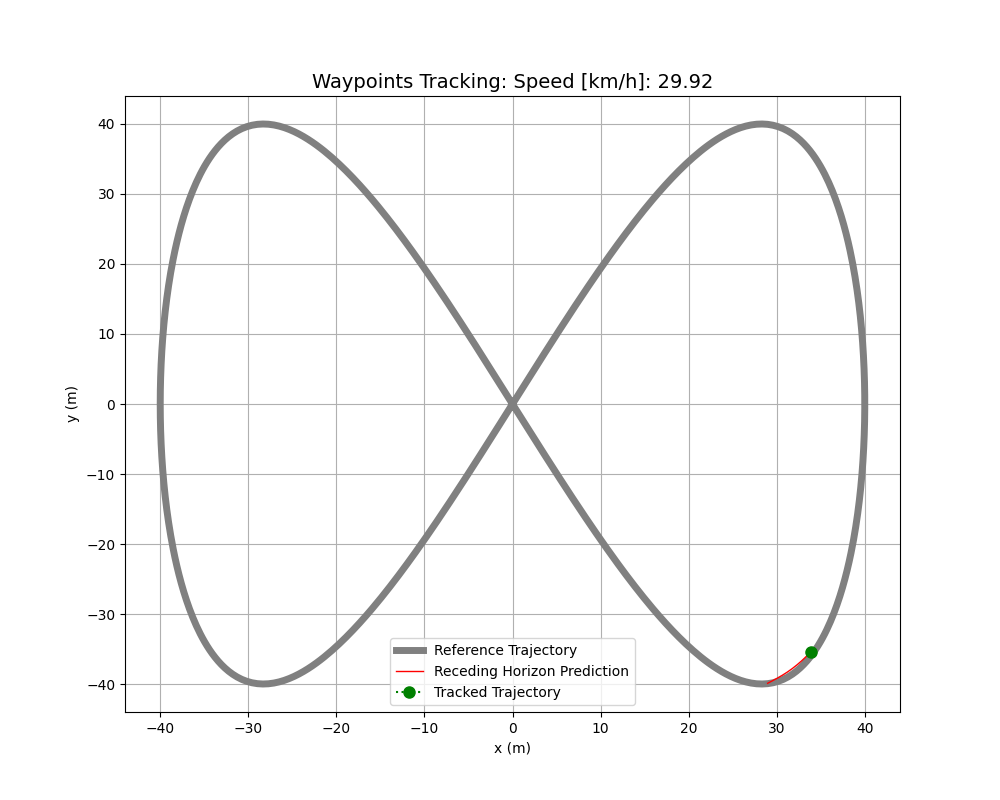 Waypoints Tracking: Speed [km/h]: 29.92
40
30
20
10
0
−10
−20
−30
−40
y (m)
Reference Trajectory
Receding Horizon Prediction
Tracked Trajectory
−40 −30 −20 −10 0 10 20 30 40
x (m)